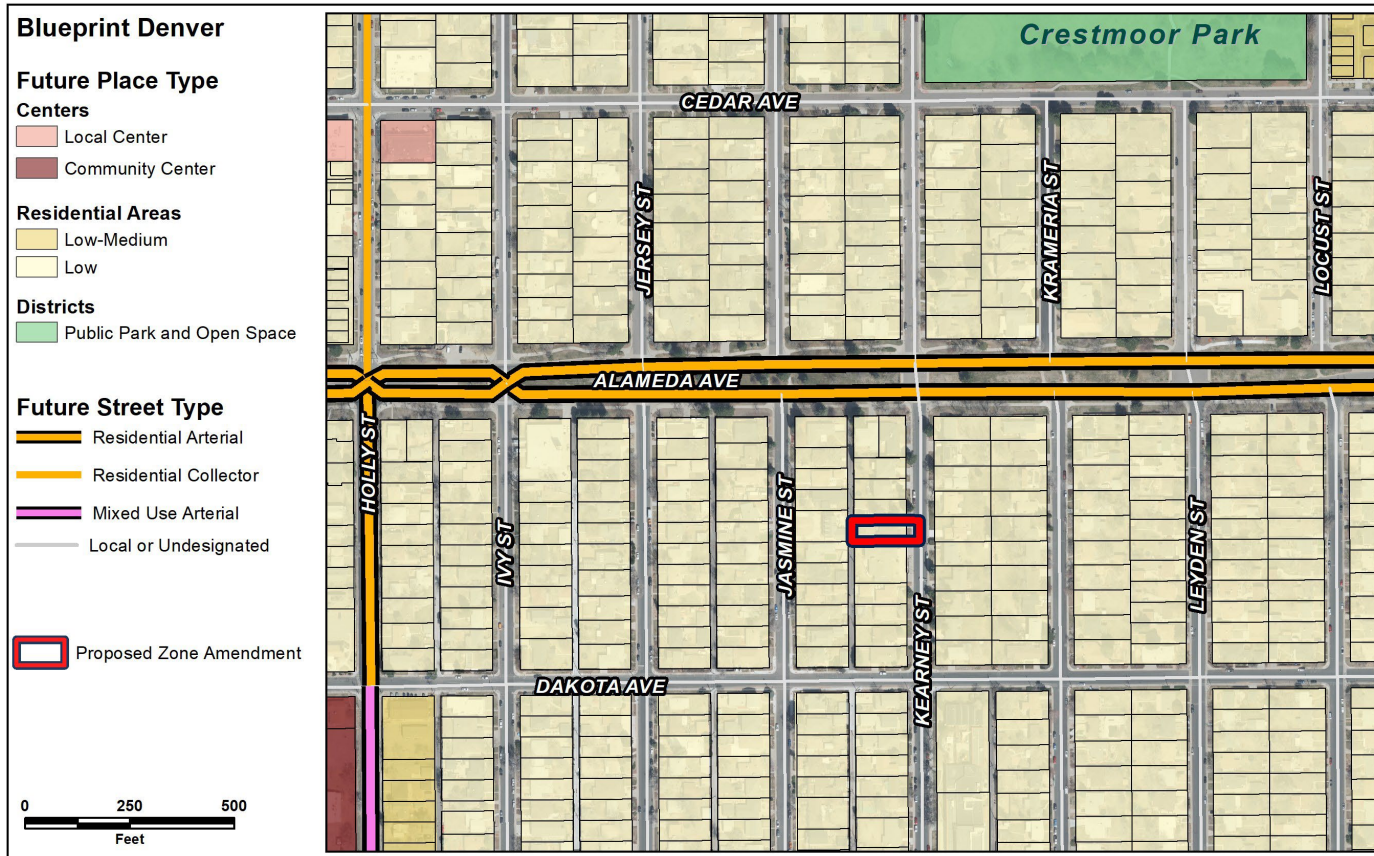 Blueprint Denver
Future Place Type
Centers
Local Center
Community Center
Residential Areas
Low-Medium
Low
Districts
Public Park and Open Space
Future Street Type
Residential Arterial
Residential Collector
Mixed Use Arterial
Local or Undesignated
Proposed Zone Amendment
0 250 500
Feet
Crestmoor Park
CEDAR AVE
JERSEY ST
KRAMERIA ST
LOCUST ST
ALAMEDA AVE
HOLLY ST
IVY ST
JASMINE ST
KEARNEY ST
LEYDEN ST
DAKOTA AVE